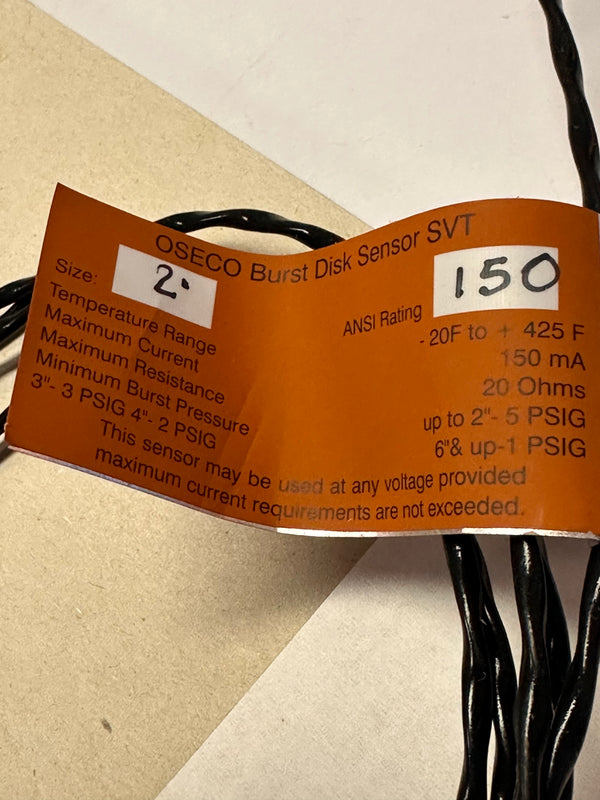 OSECO Burst Disk Sensor SVT
Size: 2" ANSI Rating 150
Temperature Range - 20F to + 425 F
Maximum Current 150 mA
Maximum Resistance 20 Ohms
Minimum Burst Pressure up to 2"- 5 PSIG
3"- 3 PSIG 4"- 2 PSIG 6"& up-1 PSIG
This sensor may be used at any voltage provided
maximum current requirements are not exceeded.